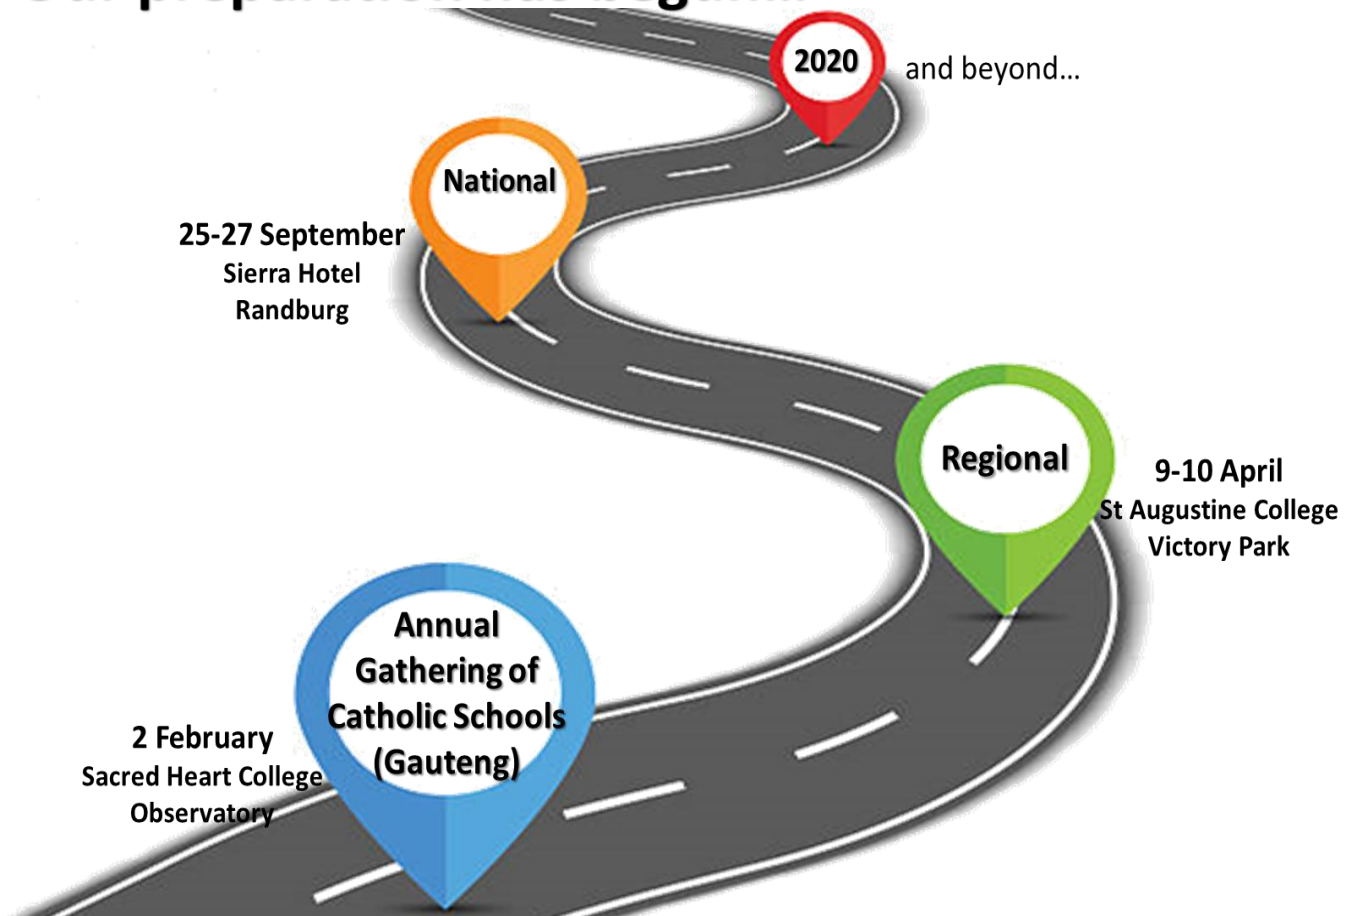 2020
and beyond...
National
25-27 September
Sierra Hotel
Randburg
Regional
9-10 April
St Augustine College
Victory Park
Annual
Gathering of
Catholic Schools
(Gauteng)
2 February
Sacred Heart College
Observatory